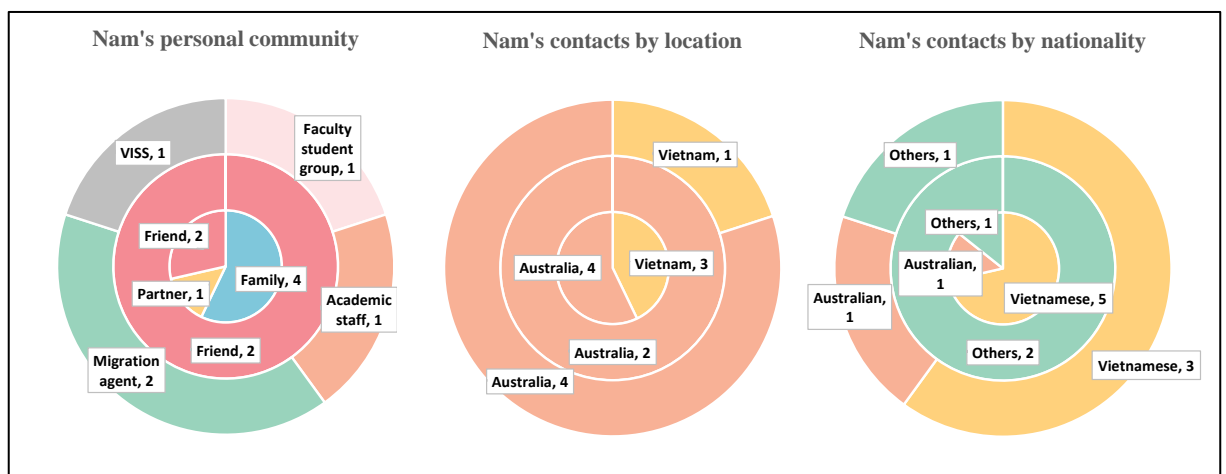 Nam's personal community
VISS, 1
Faculty
student
group, 1
Friend, 2
Family, 4
Partner, 1
Academic
staff, 1
Friend, 2
Migration
agent, 2
Nam's contacts by location
Vietnam, 1
Australia, 4
Vietnam, 3
Australia, 2
Australia, 4
Nam's contacts by nationality
Others, 1
Others, 1
Australian,
1
Vietnamese, 5
Australian,
1
Others, 2
Vietnamese, 3